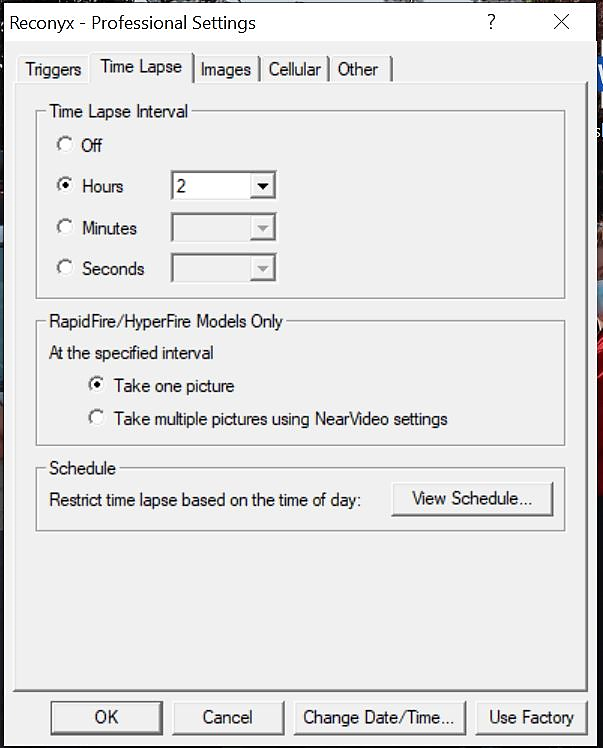 Reconyx - Professional Settings ?
Triggers Time Lapse Images Cellular Other
Time Lapse Interval
Off
Hours 2
Minutes
Seconds
RapidFire/HyperFire Models Only
At the specified interval
Take one picture
Take multiple pictures using NearVideo settings
Schedule
Restrict time lapse based on the time of day: View Schedule...
OK Cancel Change Date/Time... Use Factory